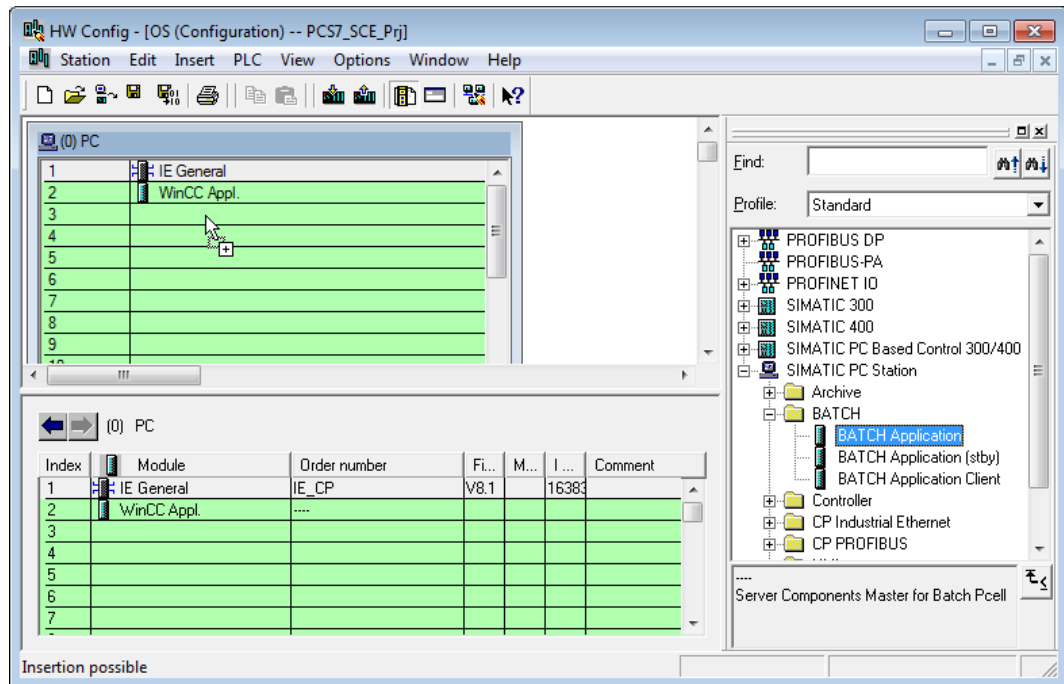 HW Config - [OS (Configuration) -- PCS7_SCE_Prj]
Station Edit Insert PLC View Options Window Help
(0) PC
1 IE General
2 WinCC Appl.
3
4
5
6
7
8
9
Find:
Profile: Standard
PROFIBUS DP
PROFIBUS-PA
PROFINET IO
SIMATIC 300
SIMATIC 400
SIMATIC PC Based Control 300/400
SIMATIC PC Station
Archive
BATCH
BATCH Application
BATCH Application (stby)
BATCH Application Client
Controller
CP Industrial Ethernet
CP PROFIBUS
----
Server Components Master for Batch Pcell
(0) PC
Index Module Order number Fi... M... I ... Comment
1 IE General IE_CP V8.1 16383
2 WinCC Appl. ----
3
4
5
6
7
Insertion possible